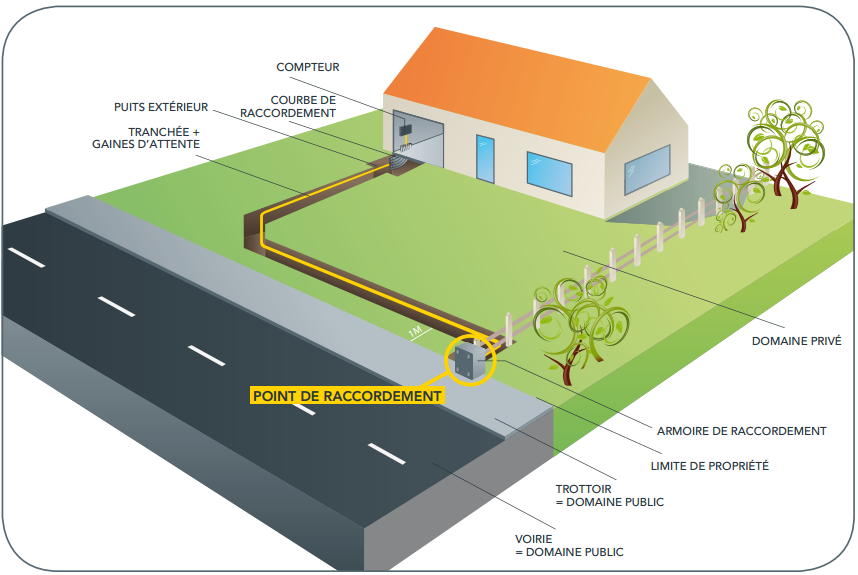 COMPTEUR
COURBE DE
RACCORDEMENT
PUITS EXTÉRIEUR
TRANCHÉE +
GAINES D'ATTENTE
1M
DOMAINE PRIVÉ
POINT DE RACCORDEMENT
ARMOIRE DE RACCORDEMENT
LIMITE DE PROPRIÉTÉ
TROTTOIR
= DOMAINE PUBLIC
VOIRIE
= DOMAINE PUBLIC